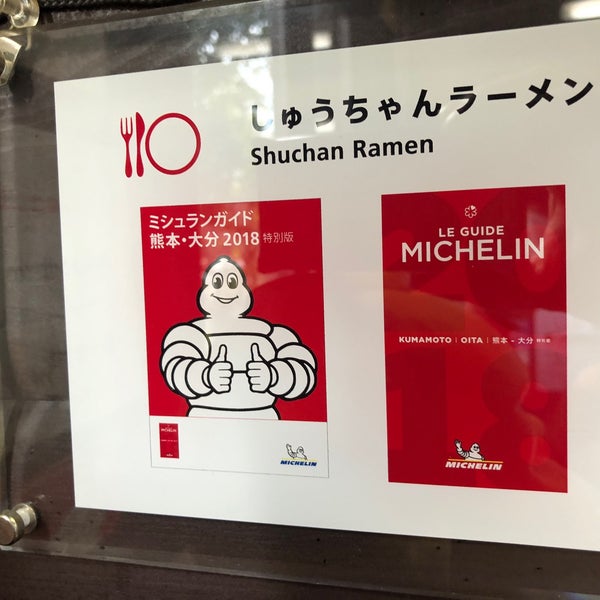 しゅうちゃんラーメン
Shuchan Ramen
ミシュランガイド
熊本・大分 2018 特別版
MICHELIN
LE GUIDE
MICHELIN
KUMAMOTO | OITA | 熊本 - 大分 特別版
MICHELIN